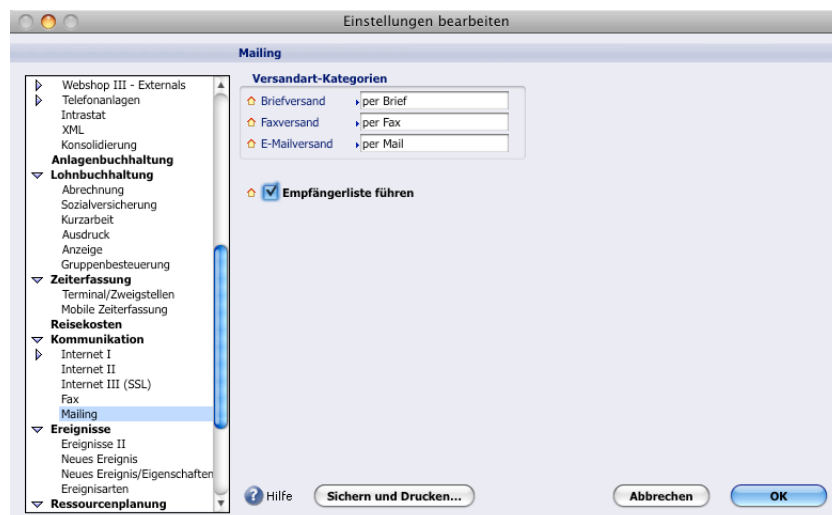 Einstellungen bearbeiten
Mailing
Webshop III - Externals
Telefonanlagen
Intrastat
XML
Konsolidierung
Anlagenbuchhaltung
Lohnbuchhaltung
Abrechnung
Sozialversicherung
Kurzarbeit
Ausdruck
Anzeige
Gruppenbesteuerung
Zeiterfassung
Terminal/Zweigstellen
Mobile Zeiterfassung
Reisekosten
Kommunikation
Internet I
Internet II
Internet III (SSL)
Fax
Mailing
Ereignisse
Ereignisse II
Neues Ereignis
Neues Ereignis/Eigenschaften
Ereignisarten
Ressourcenplanung
Versandart-Kategorien
Briefversand per Brief
Faxversand per Fax
E-Mailversand per Mail
Empfängerliste führen
? Hilfe Sichern und Drucken... Abbrechen OK